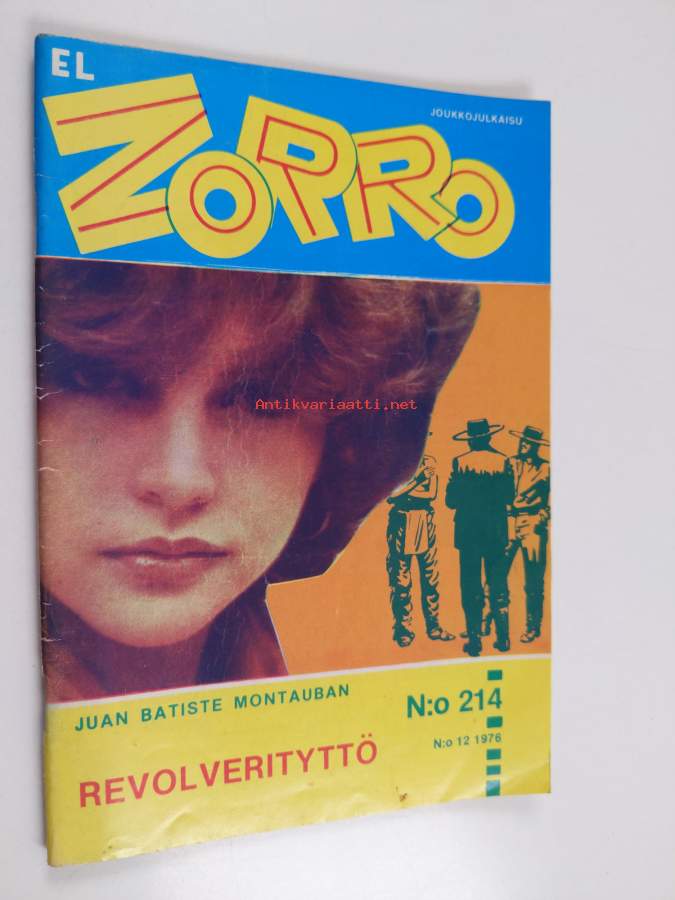 EL
ZORRO
JOUKKOJULKAISU
Antikvariaatti.net
JUAN BATISTE MONTAUBAN
N:o 214
N:o 12 1976
REVOLVERITYTTÖ